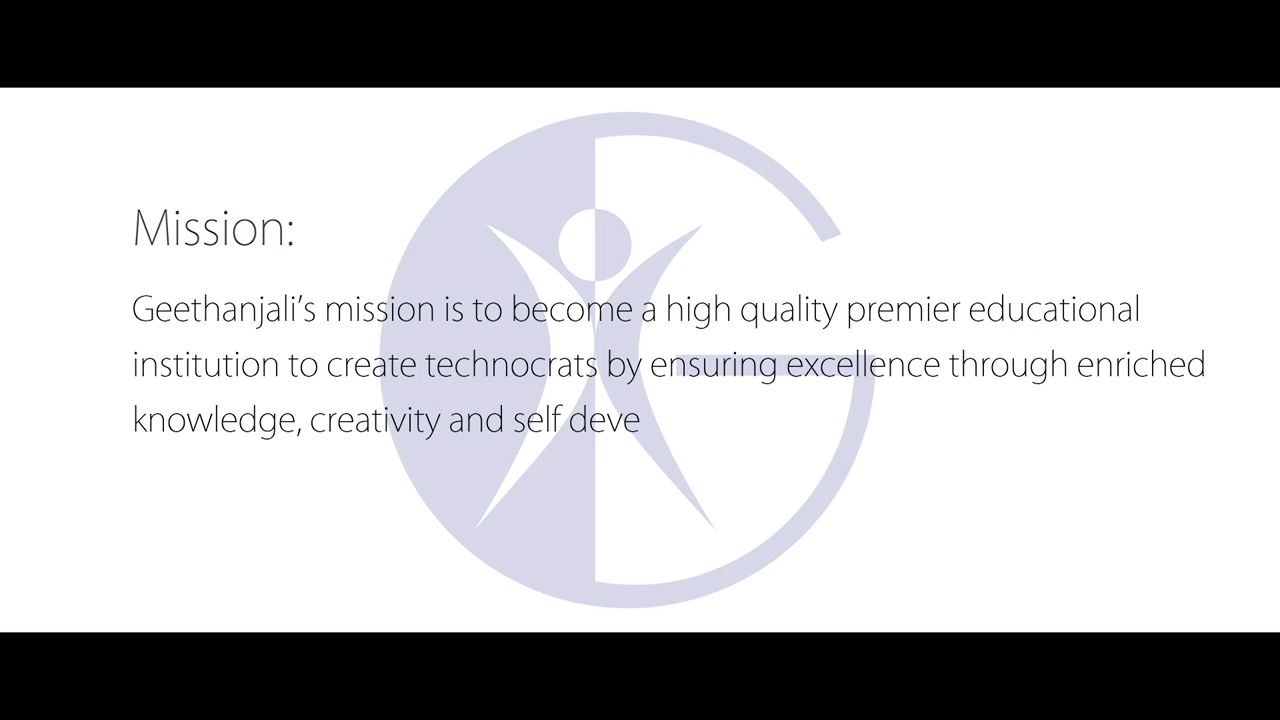 Mission:
Geethanjali’s mission is to become a high quality premier educational
institution to create technocrats by ensuring excellence through enriched
knowledge, creativity and self deve